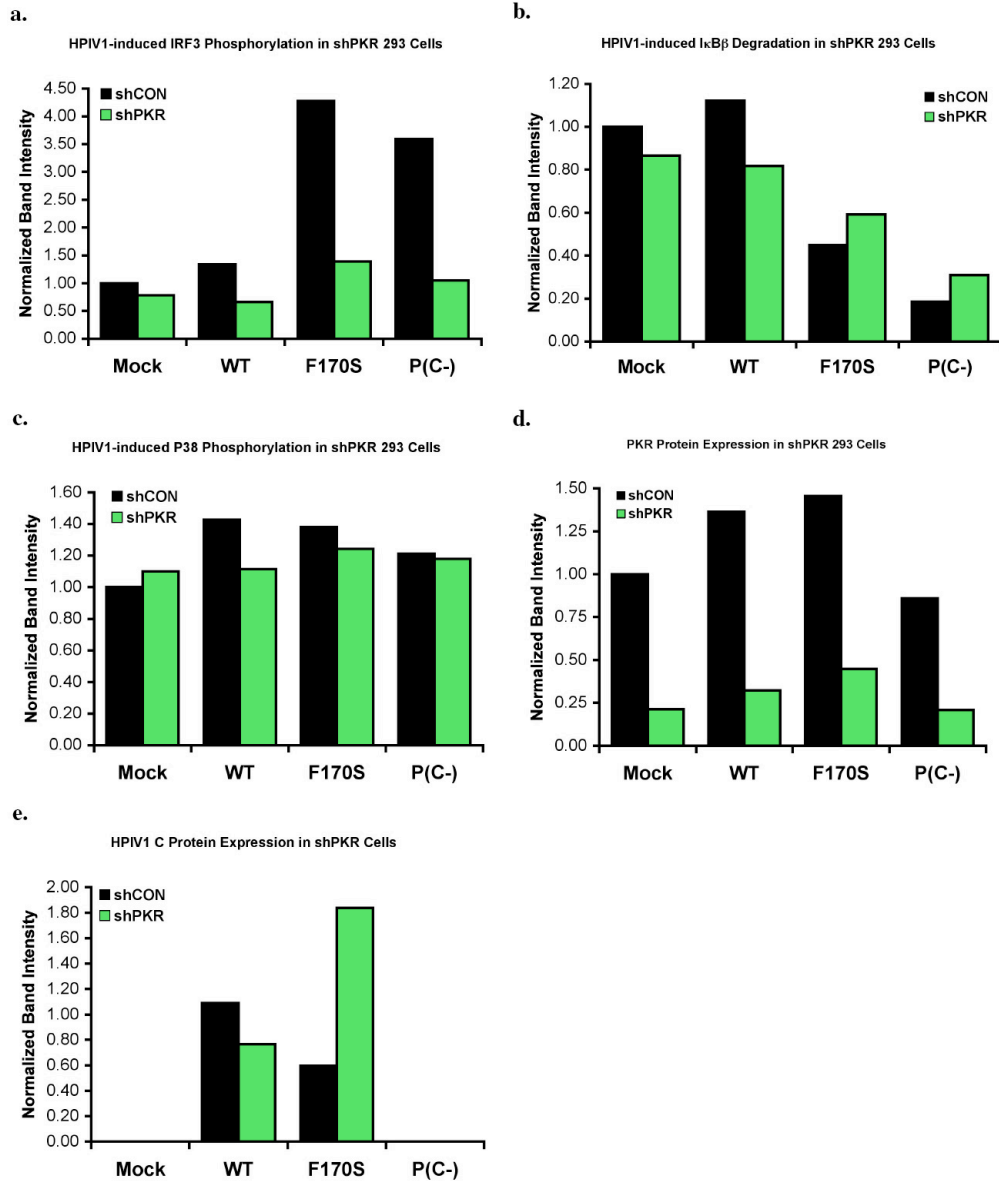 a.
HPIV1-induced IRF3 Phosphorylation in shPKR 293 Cells
Normalized Band Intensity
4.50
4.00
3.50
3.00
2.50
2.00
1.50
1.00
0.50
0.00
shCON
shPKR
Mock WT F170S P(C-)
b.
HPIV1-induced IκBβ Degradation in shPKR 293 Cells
Normalized Band Intensity
1.20
1.00
0.80
0.60
0.40
0.20
0.00
shCON
shPKR
Mock WT F170S P(C-)
c.
HPIV1-induced P38 Phosphorylation in shPKR 293 Cells
Normalized Band Intensity
1.60
1.40
1.20
1.00
0.80
0.60
0.40
0.20
0.00
shCON
shPKR
Mock WT F170S P(C-)
d.
PKR Protein Expression in shPKR 293 Cells
Normalized Band Intensity
1.50
1.25
1.00
0.75
0.50
0.25
0.00
shCON
shPKR
Mock WT F170S P(C-)
e.
HPIV1 C Protein Expression in shPKR Cells
Normalized Band Intensity
2.00
1.80
1.60
1.40
1.20
1.00
0.80
0.60
0.40
0.20
0.00
shCON
shPKR
Mock WT F170S P(C-)